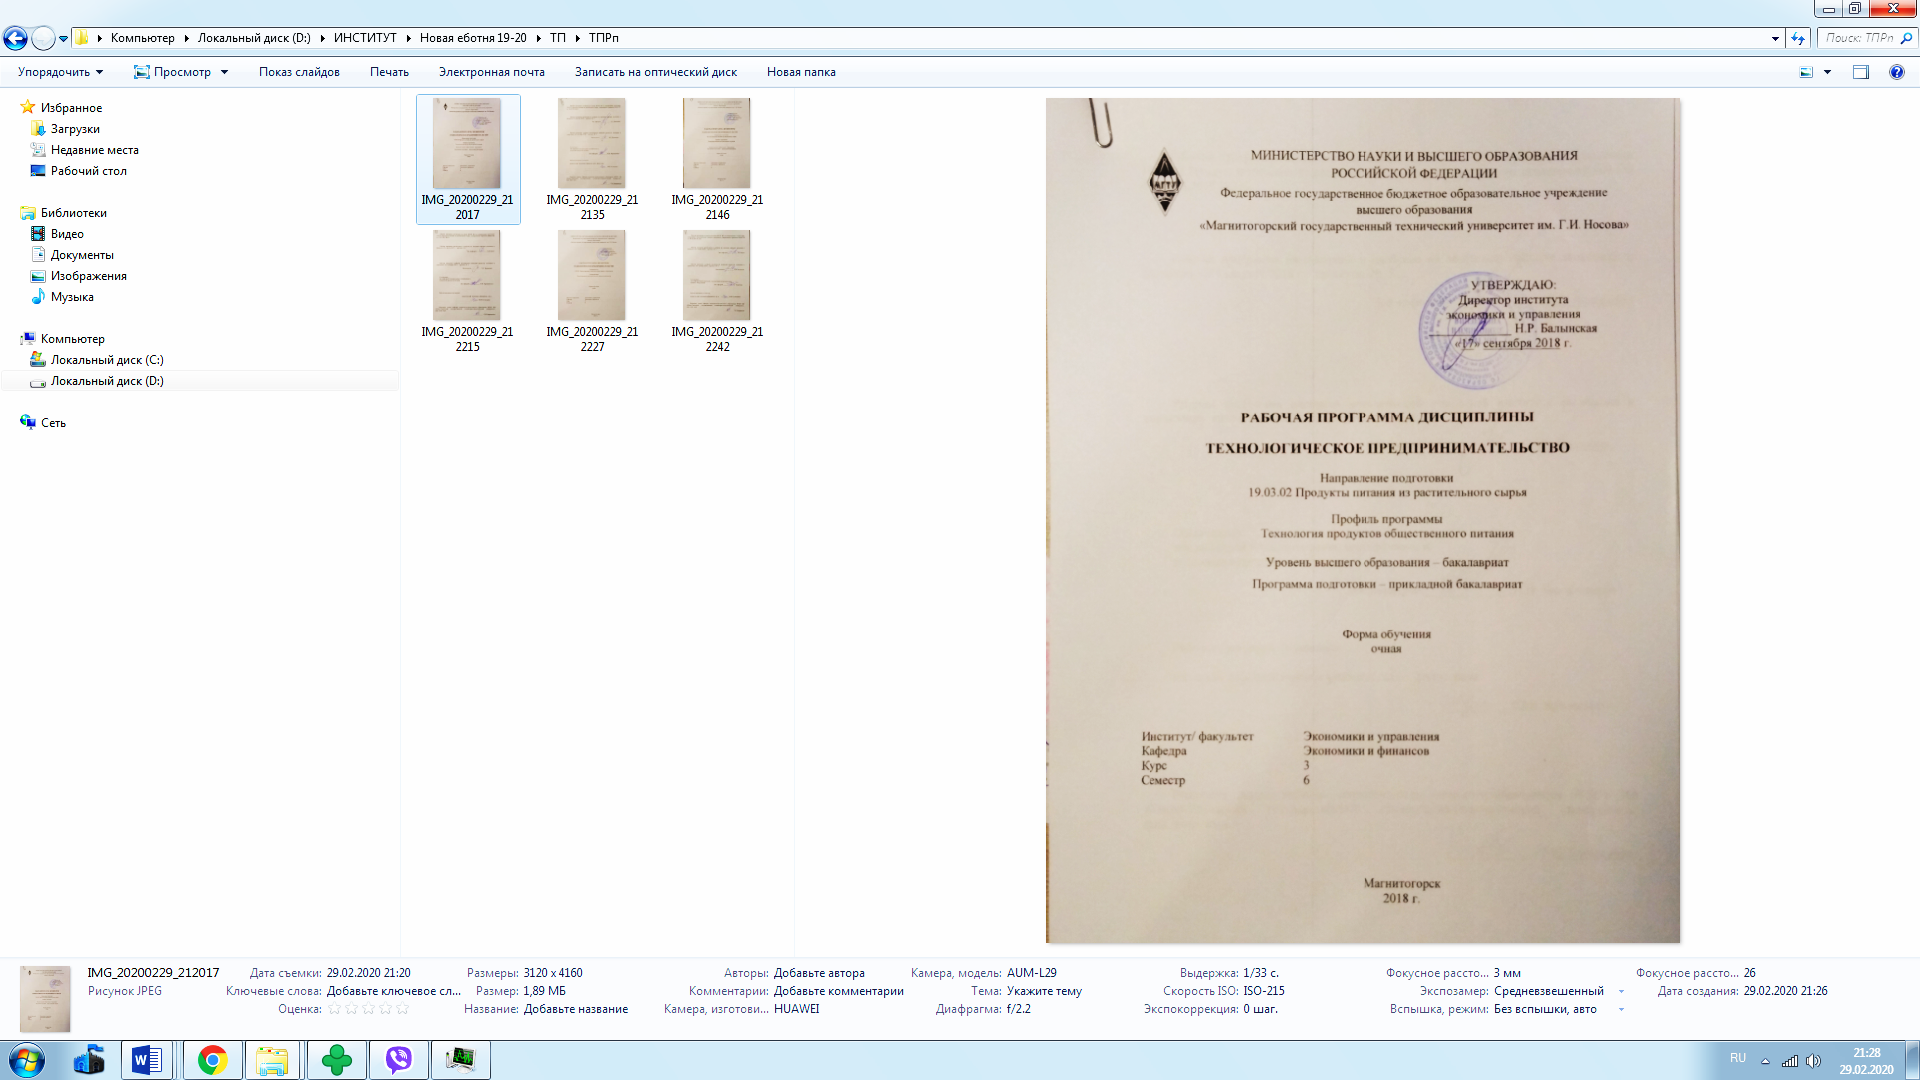 Компьютер
Локальный диск (D:)
ИНСТИТУТ
Новая еботня 19-20
ТП
ТПРп
Поиск: ТПРп
Упорядочить
Просмотр
Показ слайдов
Печать
Электронная почта
Записать на оптический диск
Новая папка
Избранное
Загрузки
Недавние места
Рабочий стол
Библиотеки
Видео
Документы
Изображения
Музыка
Компьютер
Локальный диск (C:)
Локальный диск (D:)
Сеть
IMG_20200229_21
2017
IMG_20200229_21
2135
IMG_20200229_21
2146
IMG_20200229_21
2215
IMG_20200229_21
2227
IMG_20200229_21
2242
МГТУ
МИНИСТЕРСТВО НАУКИ И ВЫСШЕГО ОБРАЗОВАНИЯ
РОССИЙСКОЙ ФЕДЕРАЦИИ
Федеральное государственное бюджетное образовательное учреждение
высшего образования
«Магнитогорский государственный технический университет им. Г.И. Носова»
УТВЕРЖДАЮ:
Директор института
экономики и управления
Н.Р. Балынская
«17» сентября 2018 г.
РАБОЧАЯ ПРОГРАММА ДИСЦИПЛИНЫ
ТЕХНОЛОГИЧЕСКОЕ ПРЕДПРИНИМАТЕЛЬСТВО
Направление подготовки
19.03.02 Продукты питания из растительного сырья
Профиль программы
Технология продуктов общественного питания
Уровень высшего образования – бакалавриат
Программа подготовки – прикладной бакалавриат
Форма обучения
очная
Институт/ факультет Экономики и управления
Кафедра Экономики и финансов
Курс 3
Семестр 6
Магнитогорск
2018 г.
IMG_20200229_212017
Рисунок JPEG
Дата съемки: 29.02.2020 21:20
Ключевые слова: Добавьте ключевое сл...
Оценка:
Размеры: 3120 x 4160
Размер: 1,89 МБ
Название: Добавьте название
Авторы: Добавьте автора
Комментарии: Добавьте комментарии
Камера, изготови... HUAWEI
Камера, модель: AUM-L29
Тема: Укажите тему
Диафрагма: f/2.2
Выдержка: 1/33 с.
Скорость ISO: ISO-215
Экспокоррекция: 0 шаг.
Фокусное рассто... 3 мм
Экспозамер: Средневзвешенный
Вспышка, режим: Без вспышки, авто
Фокусное рассто... 26
Дата создания: 29.02.2020 21:26
RU
21:28
29.02.2020